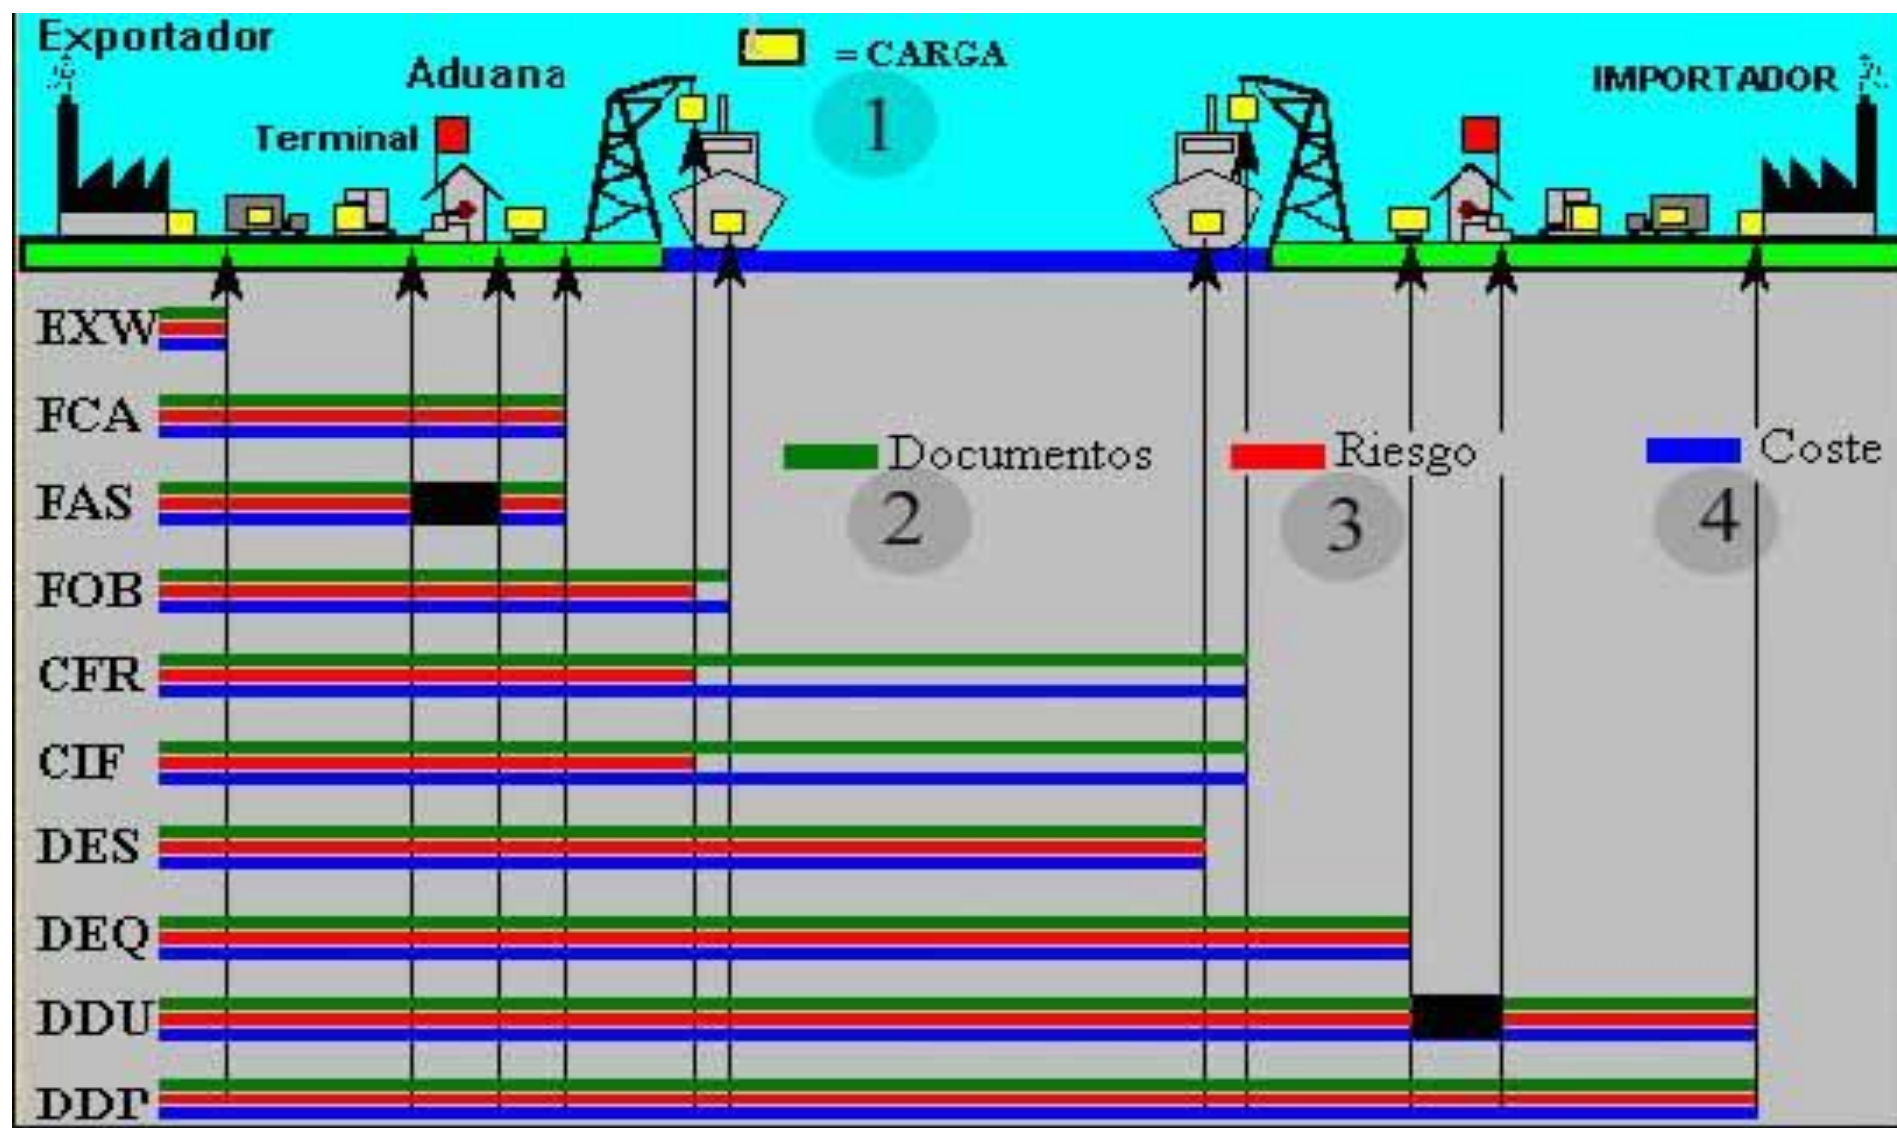 Exportador
= CARGA
Aduana
IMPORTADOR
1
Terminal
EXW
FCA
Documentos
Riesgo
Coste
FAS
2
3
4
FOB
CFR
CIF
DES
DEQ
DDU
DDP